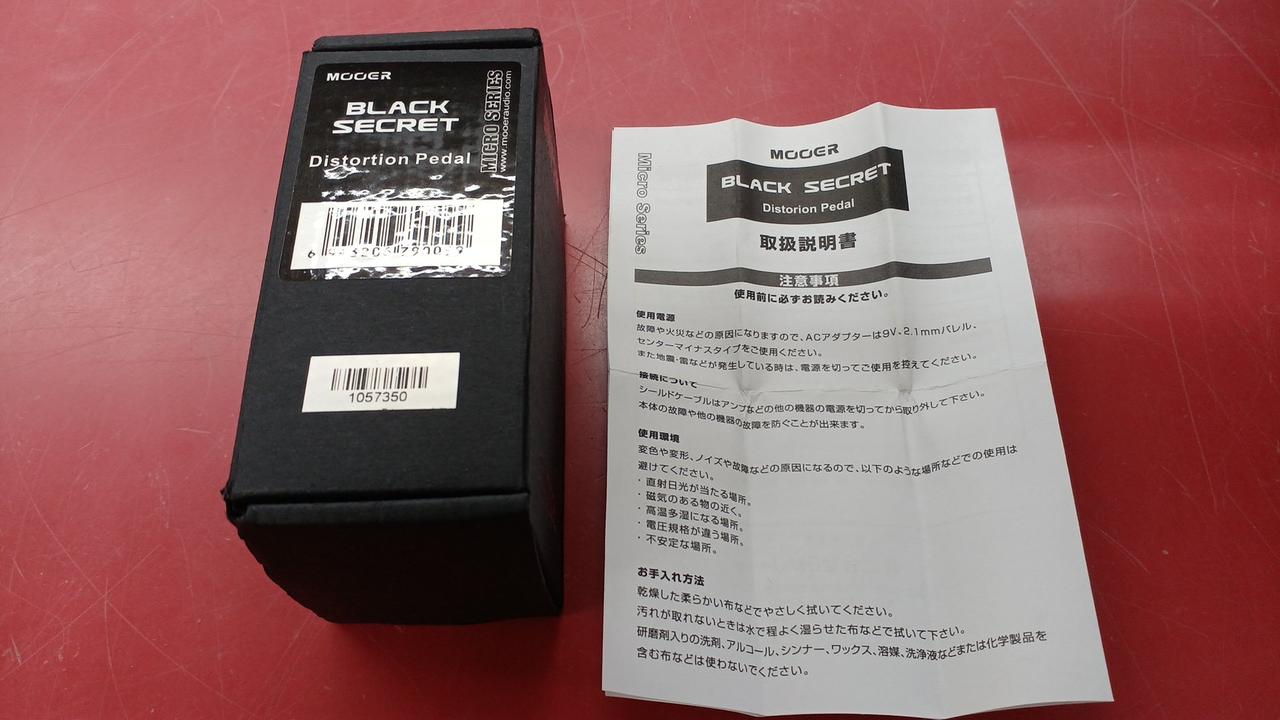 MOOER
BLACK
SECRET
Distortion Pedal
MICRO SERIES
www.mooeraudio.com
1057350
Micro Series
MOOER
BLACK SECRET
Distorion Pedal
取扱説明書
注意事項
使用前に必ずお読みください。
使用電源
故障や火災などの原因になりますので、ACアダプターは9V、2.1mmバレル、
センターマイナスタイプをご使用ください。
また地震・雷などが発生している時は、電源を切ってご使用を控えてください。
接続について
シールドケーブルはアンプなどの他の機器の電源を切ってから取り外して下さい。
本体の故障や他の機器の故障を防ぐことが出来ます。
使用環境
変色や変形、ノイズや故障などの原因になるので、以下のような場所などでの使用は
避けてください。
・直射日光が当たる場所。
・磁気のある物の近く。
・高温多湿になる場所。
・電圧規格が違う場所。
・不安定な場所。
お手入れ方法
乾燥した柔らかい布などでやさしく拭いてください。
汚れが取れないときは水で程よく湿らせた布などで拭いて下さい。
研磨剤入りの洗剤、アルコール、シンナー、ワックス、溶媒、洗浄液などまたは化学製品を
含む布などは使わないでください。